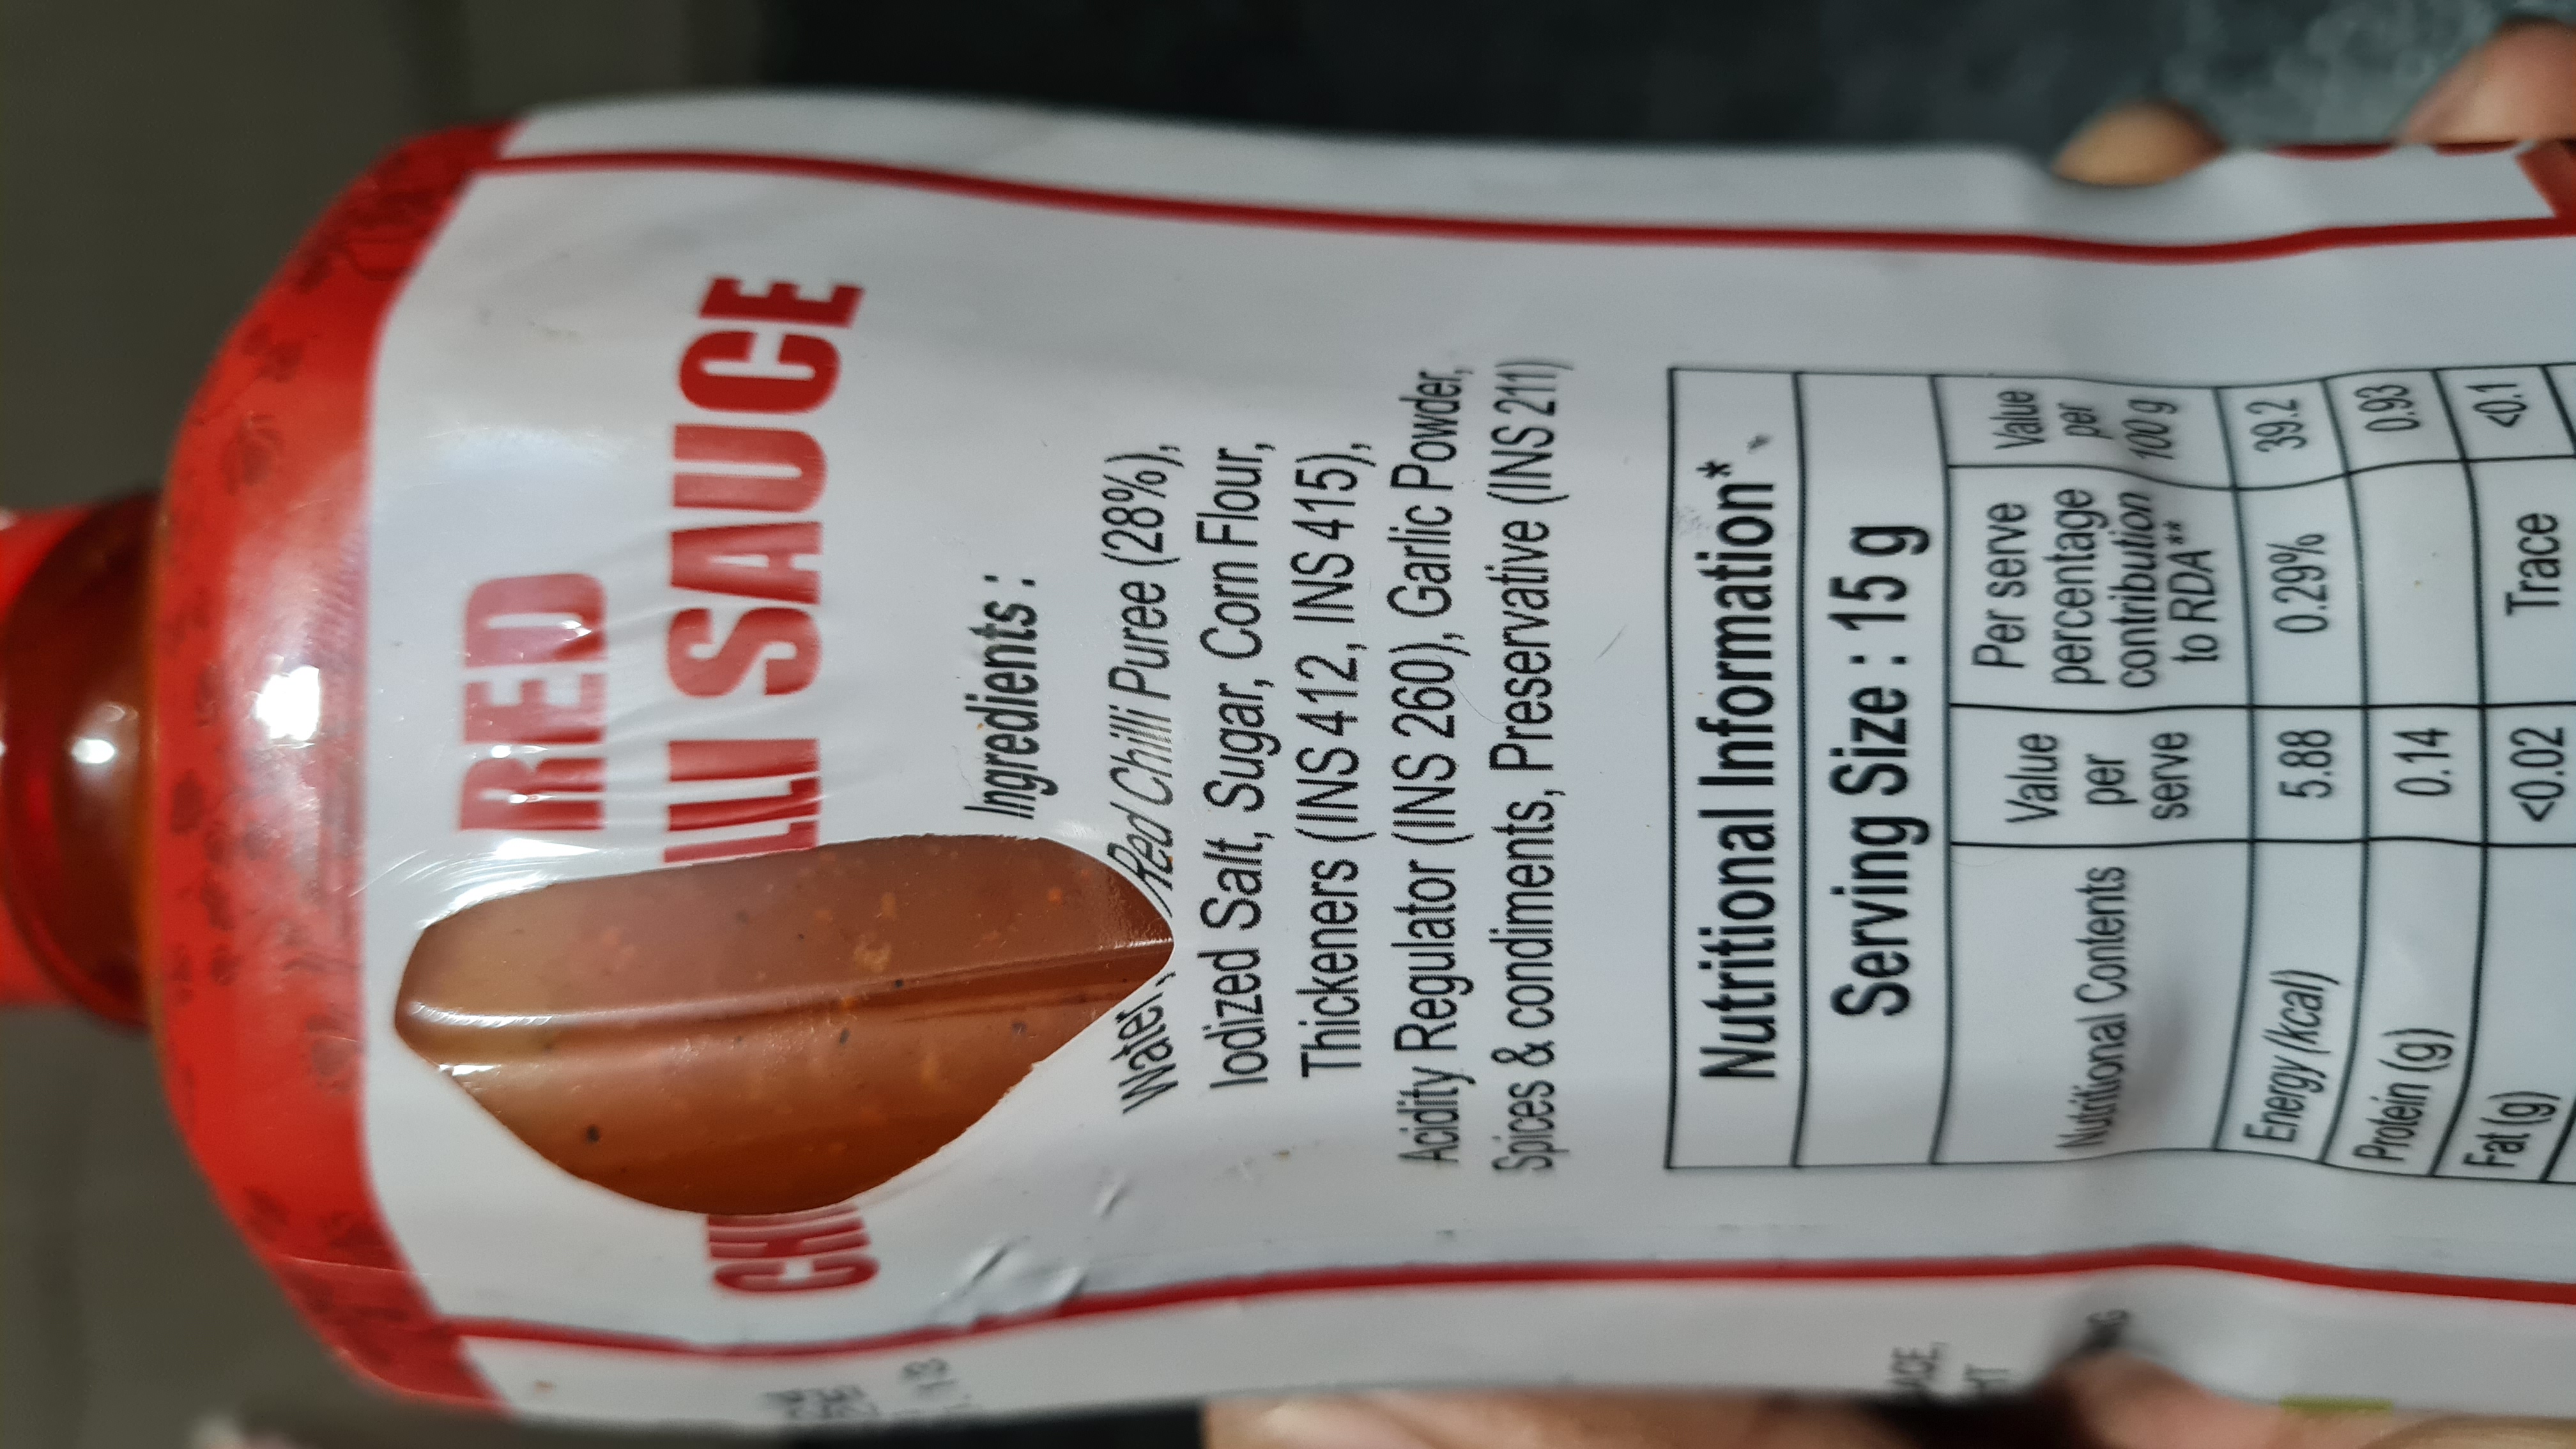 RED
CHILLI SAUCE
Ingredients :
Water, Red Chilli Puree (28%),
Iodized Salt, Sugar, Corn Flour,
Thickeners (INS 412, INS 415),
Acidity Regulator (INS 260), Garlic Powder,
Spices & condiments, Preservative (INS 211)
Nutritional Information*
Serving Size : 15 g
Nutritional Contents Value per serve Per serve percentage contribution to RDA** Value per 100 g
Energy (kcal) 5.88 0.29% 39.2
Protein (g) 0.14 0.93
Fat (g) <0.02 Trace <0.1